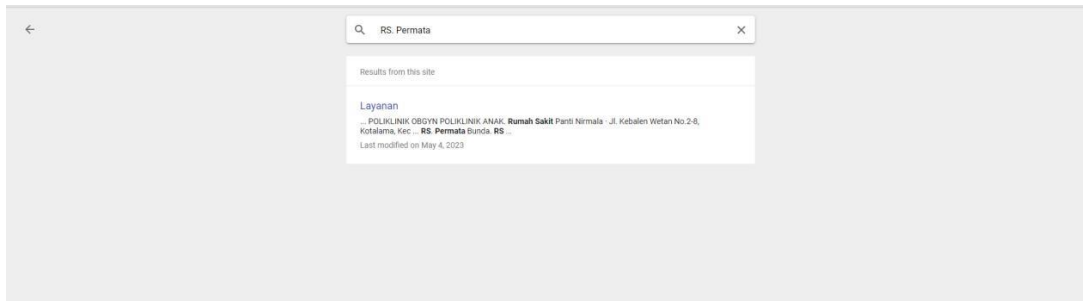 RS. Permata
Results from this site
Layanan
... POLIKLINIK OBGYN POLIKLINIK ANAK. Rumah Sakit Panti Nirmala · Jl. Kebalen Wetan No.2-8,
Kotalama, Kec ... RS. Permata Bunda. RS ...
Last modified on May 4, 2023